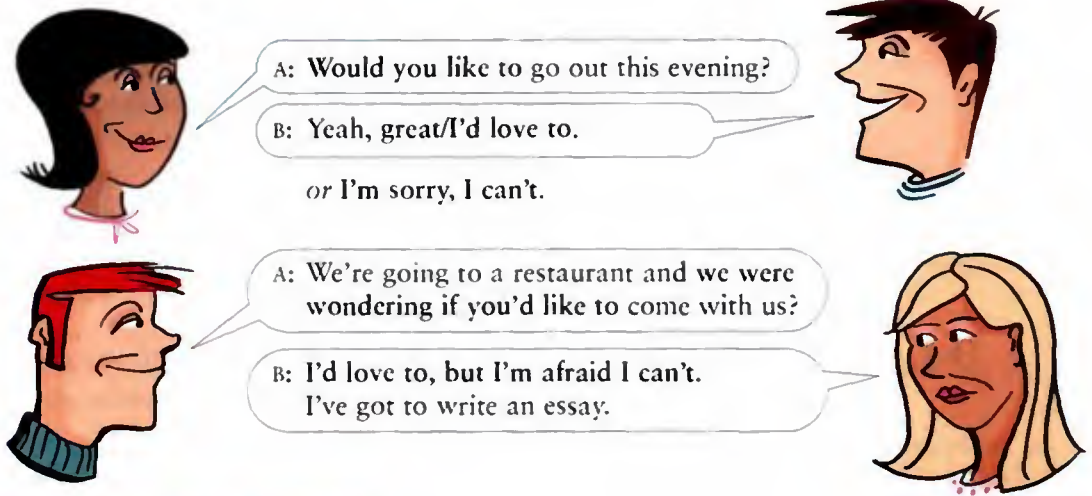 A: Would you like to go out this evening?
B: Yeah, great/I'd love to.
or I'm sorry, I can't.
A: We're going to a restaurant and we were
wondering if you'd like to come with us?
B: I'd love to, but I'm afraid I can't.
I've got to write an essay.